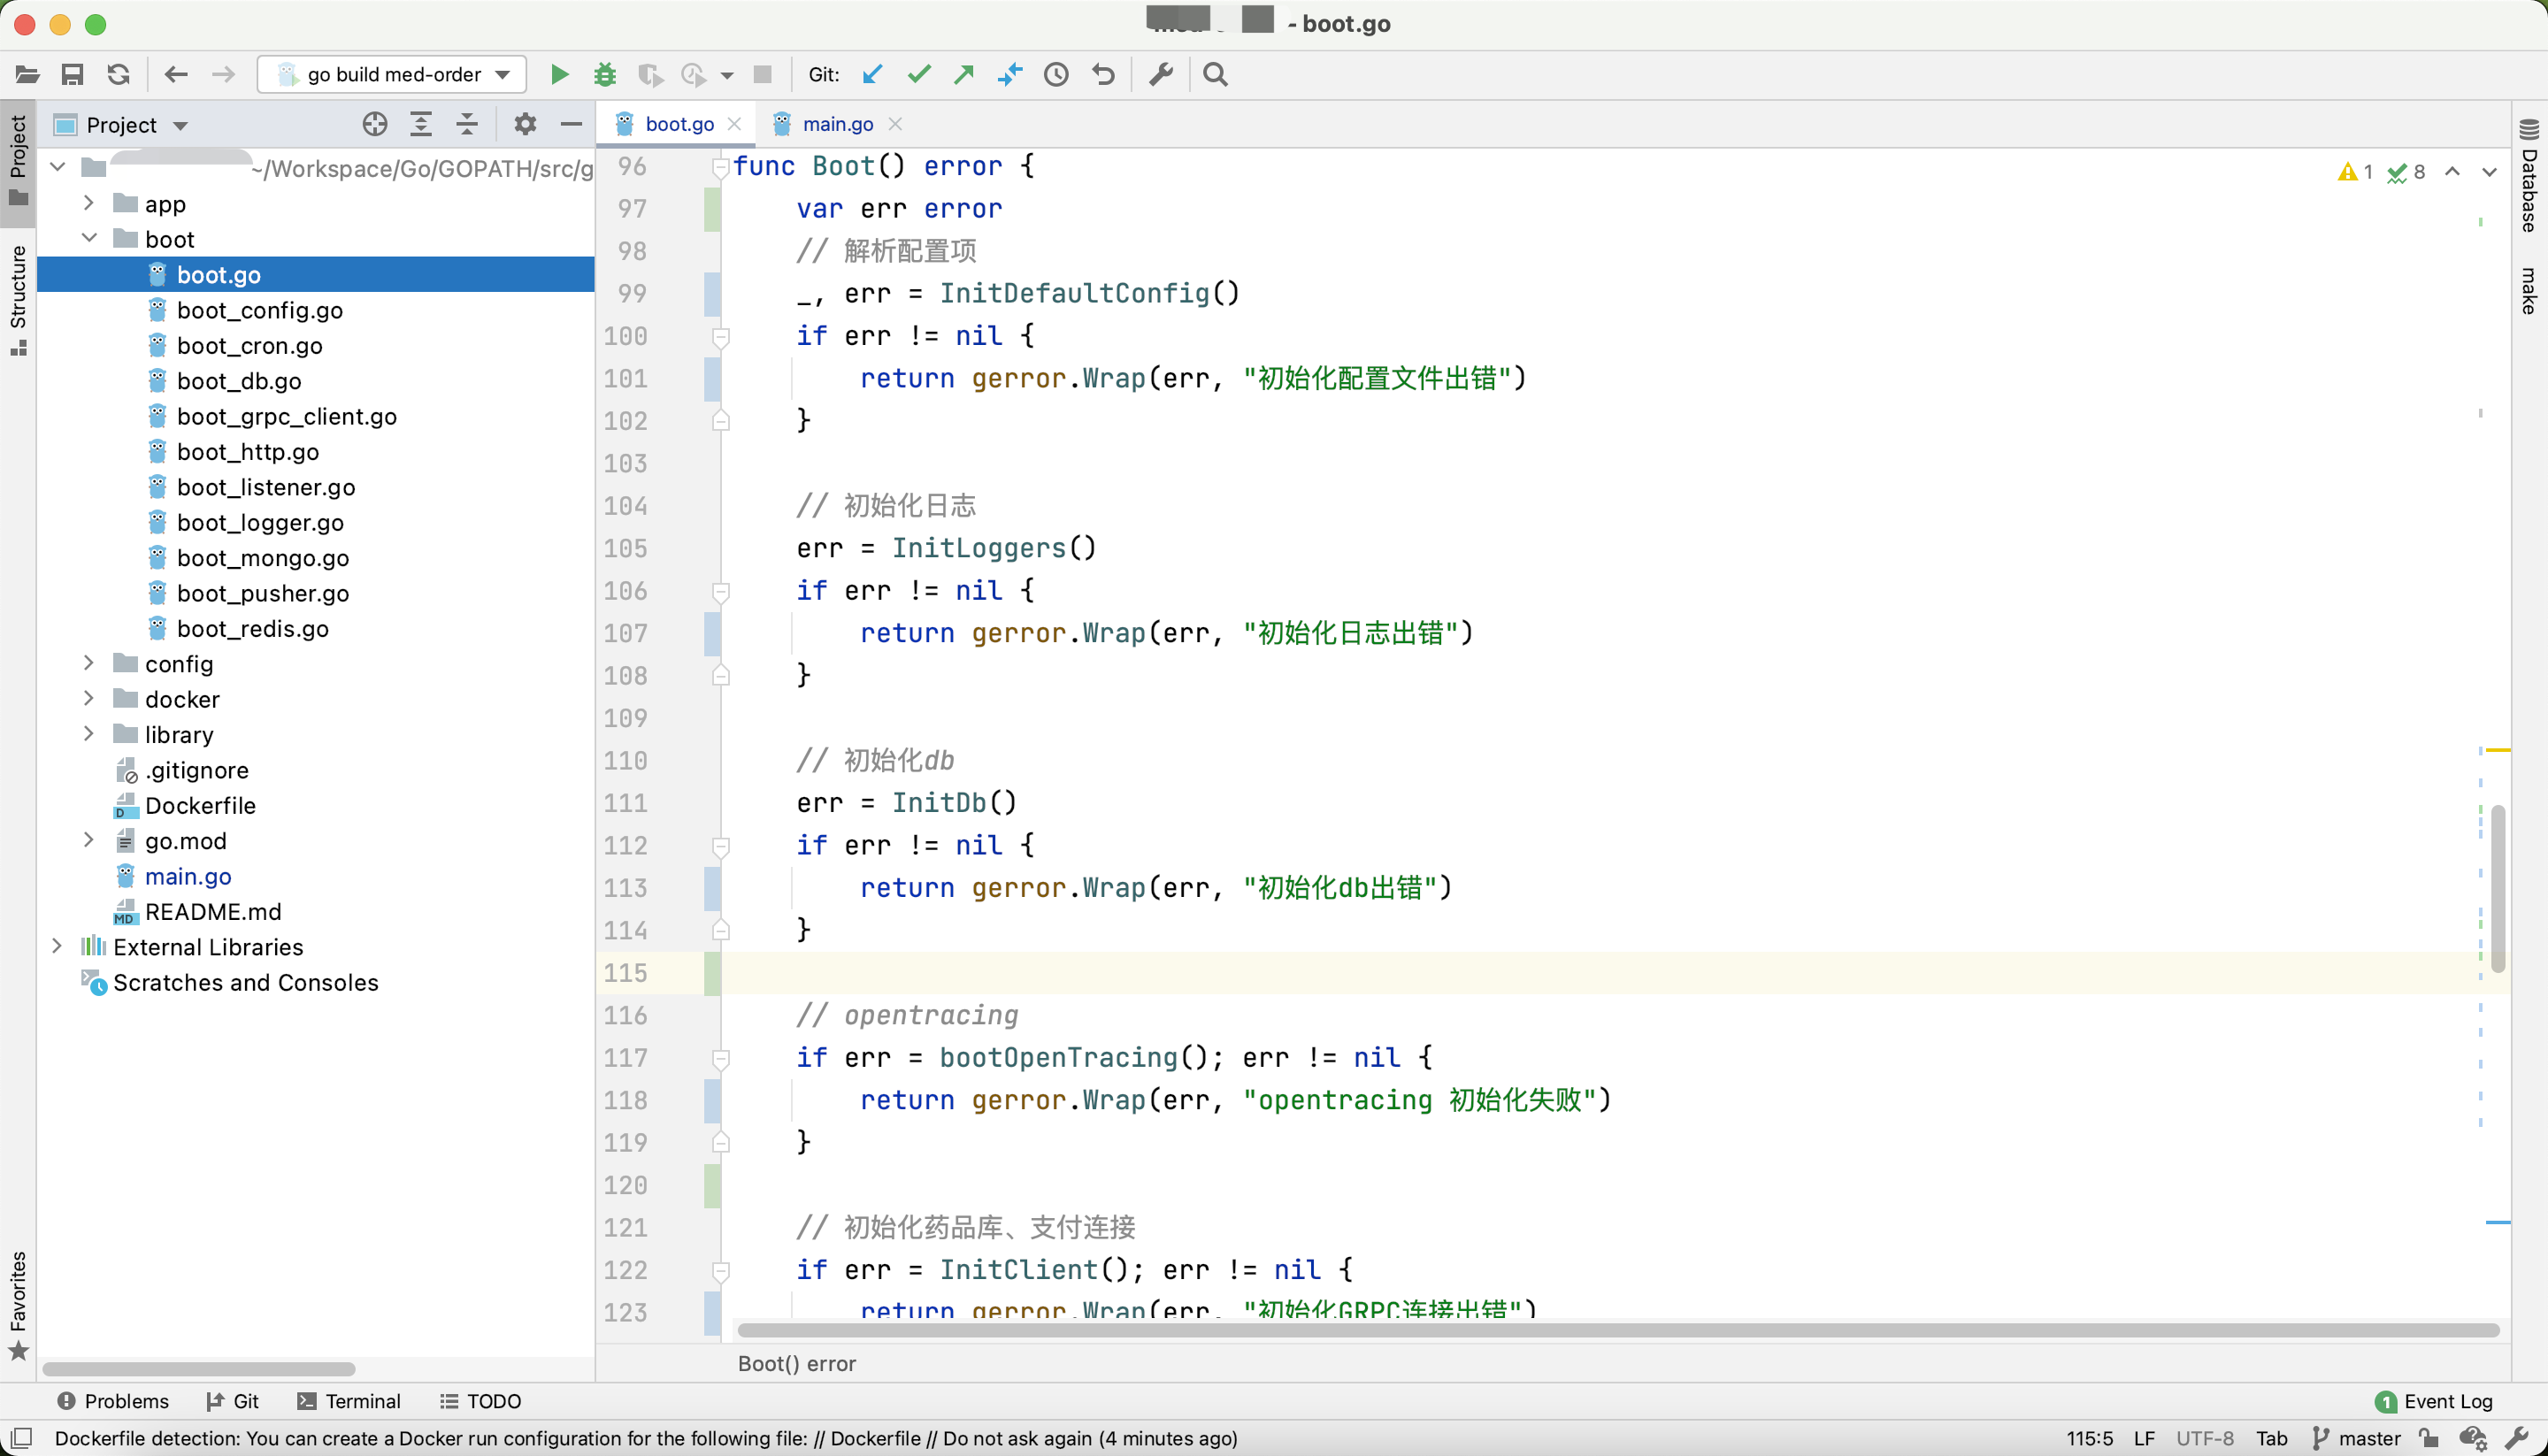 - boot.go
go build med-order
Git:
Project
Structure
Favorites
Project
~/Workspace/Go/GOPATH/src/g
app
boot
boot.go
boot_config.go
boot_cron.go
boot_db.go
boot_grpc_client.go
boot_http.go
boot_listener.go
boot_logger.go
boot_mongo.go
boot_pusher.go
boot_redis.go
config
docker
library
.gitignore
Dockerfile
go.mod
main.go
README.md
External Libraries
Scratches and Consoles
boot.go
main.go
1 8
96 func Boot() error {
97 var err error
98 // 解析配置项
99 _, err = InitDefaultConfig()
100 if err != nil {
101 return gerror.Wrap(err, "初始化配置文件出错")
102 }
103
104 // 初始化日志
105 err = InitLoggers()
106 if err != nil {
107 return gerror.Wrap(err, "初始化日志出错")
108 }
109
110 // 初始化db
111 err = InitDb()
112 if err != nil {
113 return gerror.Wrap(err, "初始化db出错")
114 }
115
116 // opentracing
117 if err = bootOpenTracing(); err != nil {
118 return gerror.Wrap(err, "opentracing 初始化失败")
119 }
120
121 // 初始化药品库、支付连接
122 if err = InitClient(); err != nil {
123 return gerror.Wrap(err, "初始化GRPC连接出错")
Boot() error
Database
make
Problems
Git
Terminal
TODO
1 Event Log
Dockerfile detection: You can create a Docker run configuration for the following file: // Dockerfile // Do not ask again (4 minutes ago)
115:5 LF UTF-8 Tab master